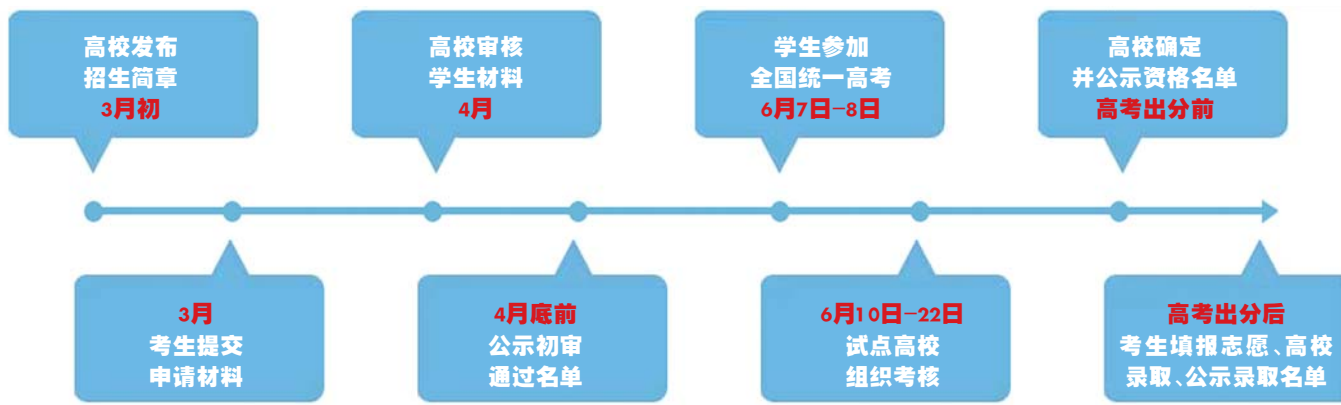 高校发布
招生简章
3月初
高校审核
学生材料
4月
学生参加
全国统一高考
6月7日-8日
高校确定
并公示资格名单
高考出分前
3月
考生提交
申请材料
4月底前
公示初审
通过名单
6月10日-22日
试点高校
组织考核
高考出分后
考生填报志愿、高校
录取、公示录取名单